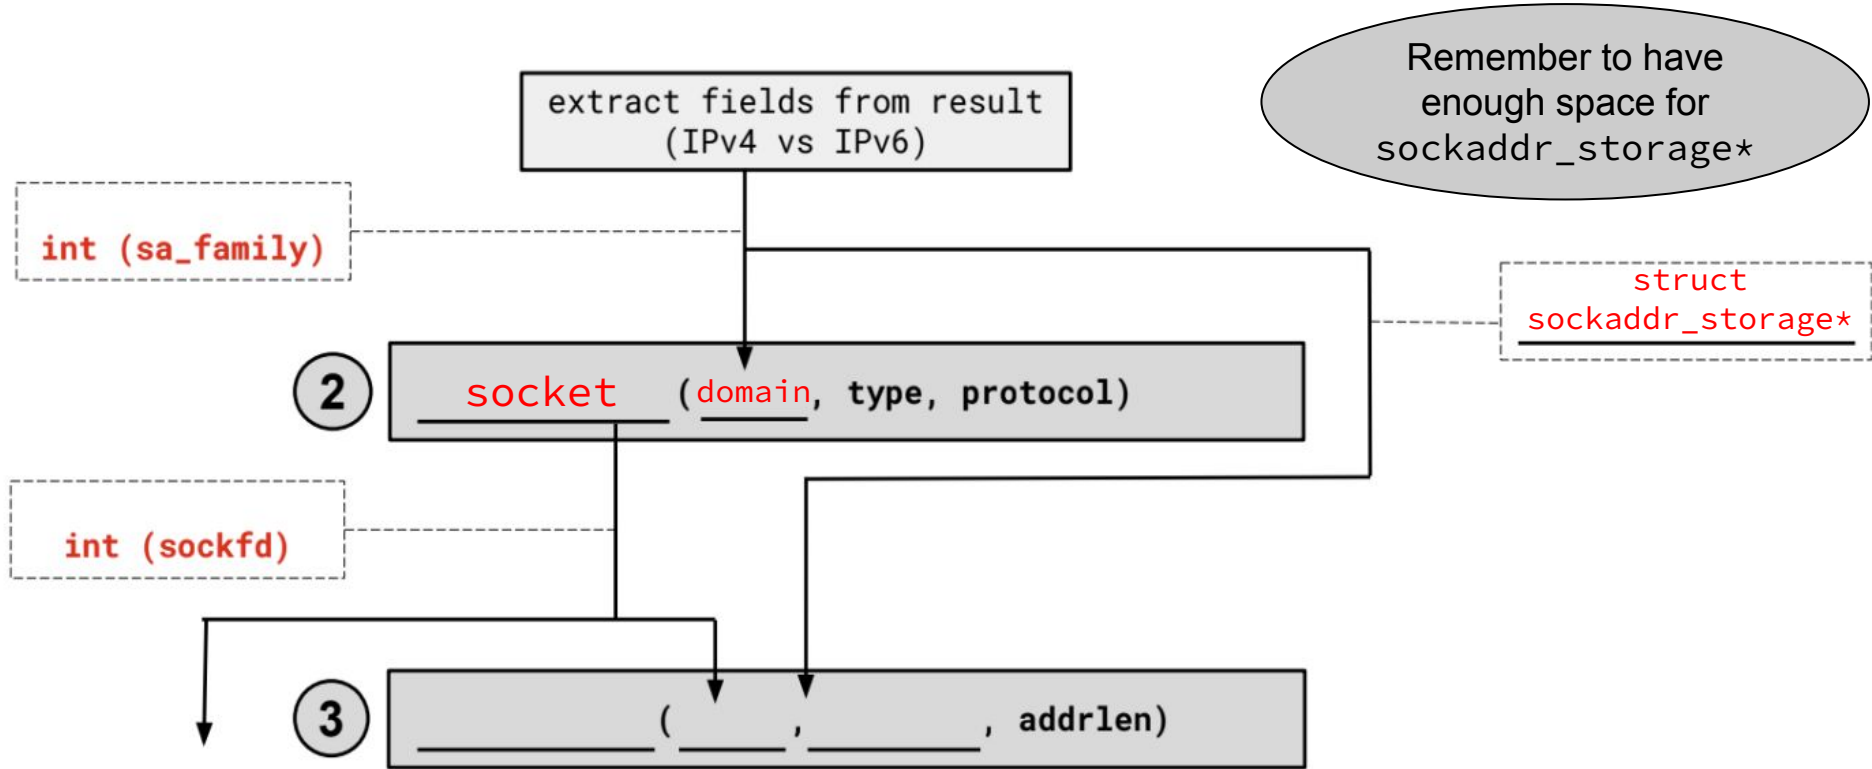 Remember to have
enough space for
sockaddr_storage*
extract fields from result
(IPv4 vs IPv6)
int (sa_family)
struct
sockaddr_storage*
2
socket (domain, type, protocol)
int (sockfd)
3
( , , addrlen)